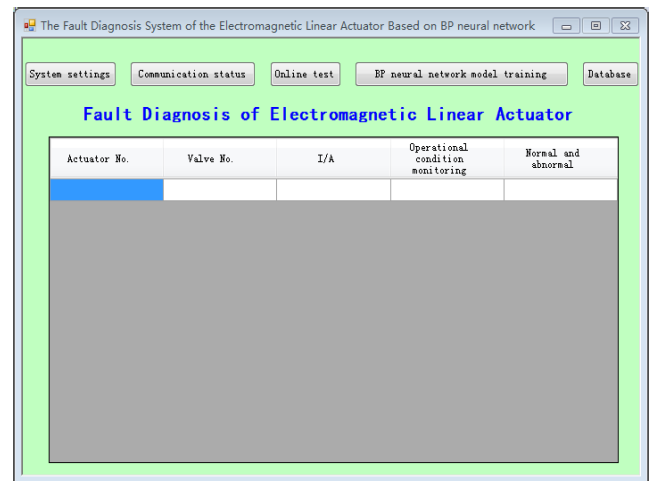 The Fault Diagnosis System of the Electromagnetic Linear Actuator Based on BP neural network
System settings Communication status Online test BP neural network model training Database
Fault Diagnosis of Electromagnetic Linear Actuator
Actuator No. Valve No. I/A Operational condition monitoring Normal and abnormal